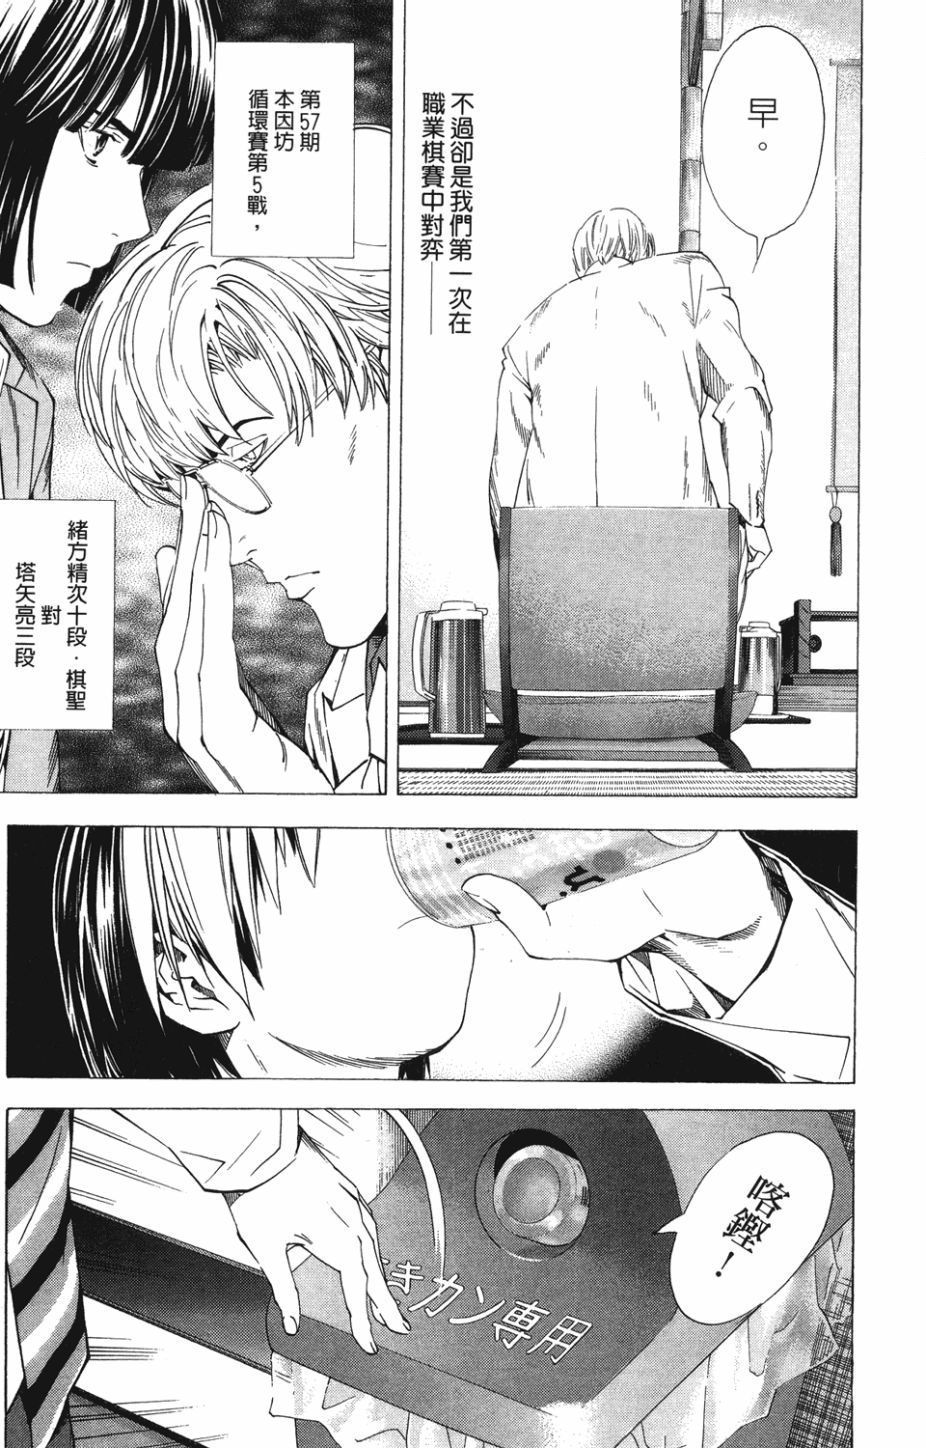 早。
不過卻是我們第一次在
職業棋賽中對弈——
第57期
本因坊
循環賽第5戰，
緒方精次十段．棋聖
對
塔矢亮三段
喀鏗！
きカン専用